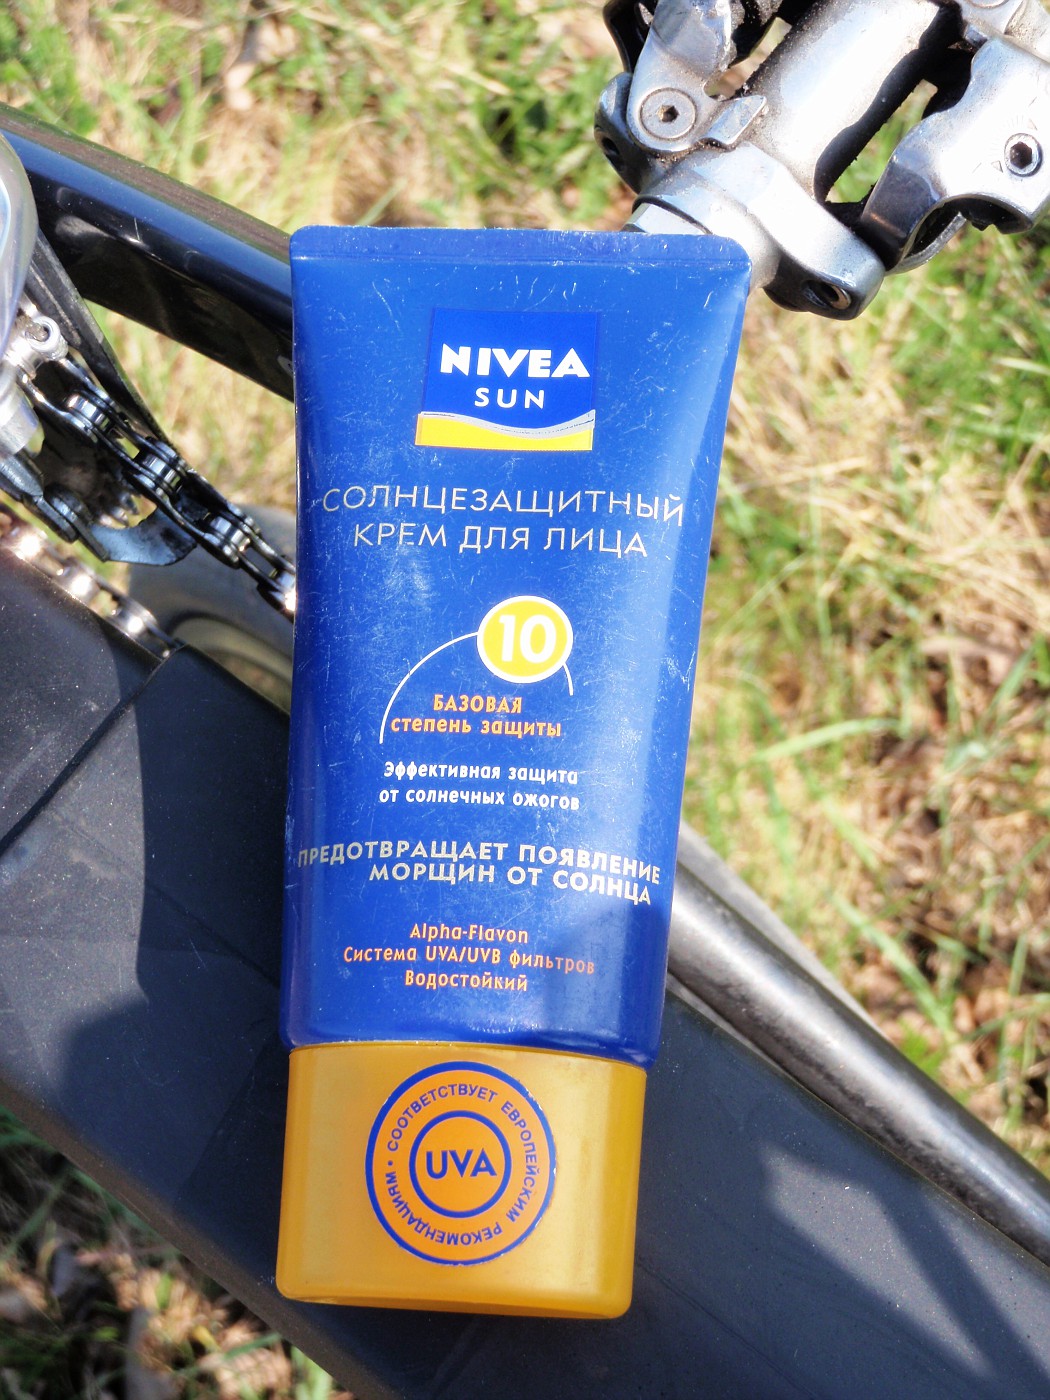 NIVEA
SUN
СОЛНЦЕЗАЩИТНЫЙ
КРЕМ ДЛЯ ЛИЦА
10
БАЗОВАЯ
степень защиты
Эффективная защита
от солнечных ожогов
ПРЕДОТВРАЩАЕТ ПОЯВЛЕНИЕ
МОРЩИН ОТ СОЛНЦА
Alpha-Flavon
Система UVA/UVB фильтров
Водостойкий
• СООТВЕТСТВУЕТ ЕВРОПЕЙСКИМ РЕКОМЕНДАЦИЯМ
UVA